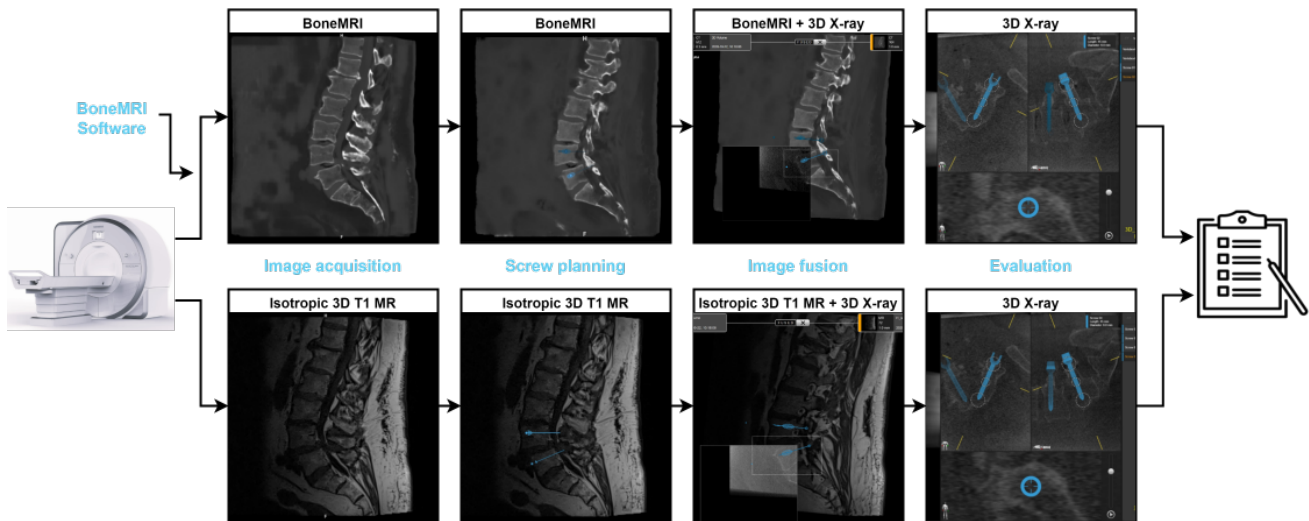 BoneMRI
BoneMRI
BoneMRI + 3D X-ray
3D X-ray
BoneMRI
Software
Image acquisition
Screw planning
Image fusion
Evaluation
Isotropic 3D T1 MR
Isotropic 3D T1 MR
Isotropic 3D T1 MR + 3D X-ray
3D X-ray